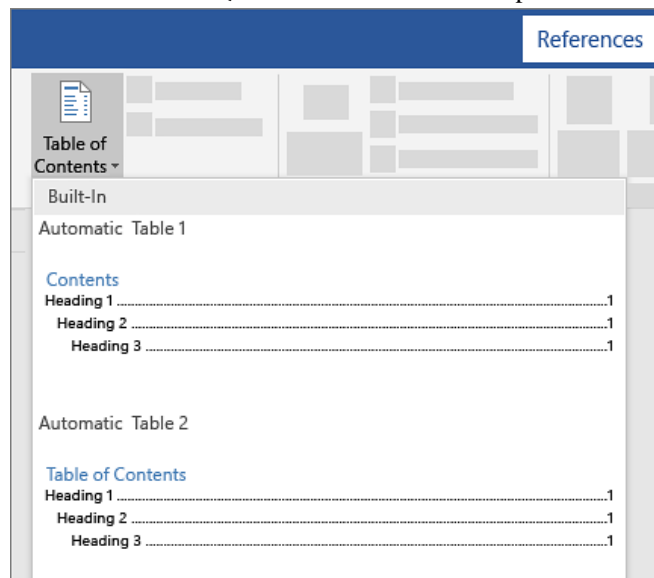 References
Table of
Contents
Built-In
Automatic Table 1
Contents
Heading 1 ........................................................................1
Heading 2 ........................................................................1
Heading 3 ........................................................................1
Automatic Table 2
Table of Contents
Heading 1 ........................................................................1
Heading 2 ........................................................................1
Heading 3 ........................................................................1